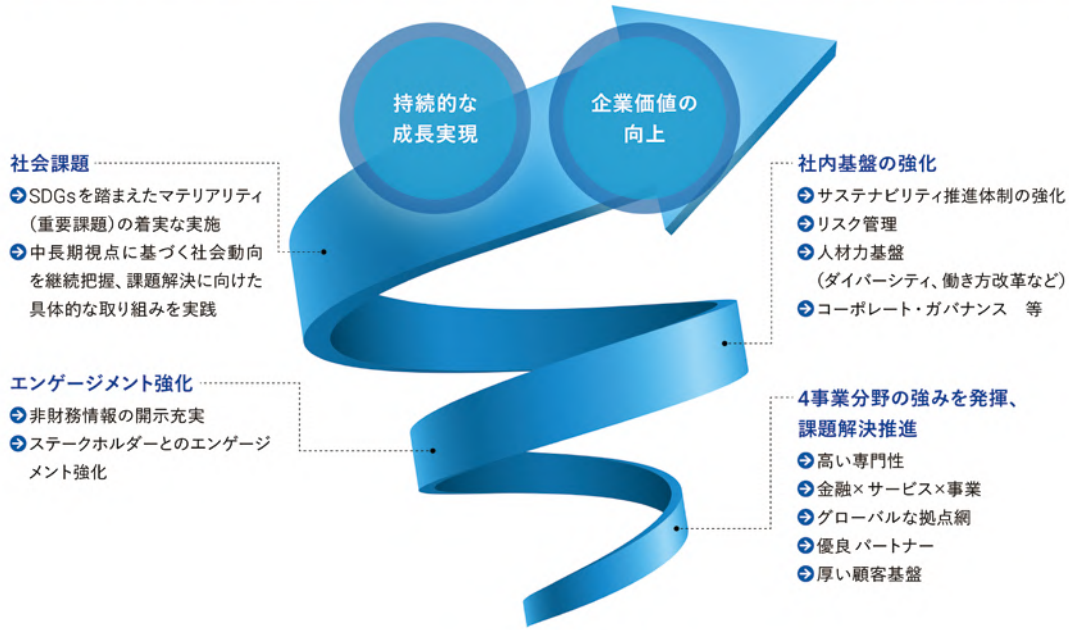 持続的な
成長実現
企業価値の
向上
社会課題
SDGsを踏まえたマテリアリティ
(重要課題)の着実な実施
中長期視点に基づく社会動向
を継続把握、課題解決に向けた
具体的な取り組みを実践
エンゲージメント強化
非財務情報の開示充実
ステークホルダーとのエンゲージ
メント強化
社内基盤の強化
サステナビリティ推進体制の強化
リスク管理
人材力基盤
(ダイバーシティ、働き方改革など)
コーポレート・ガバナンス 等
4事業分野の強みを発揮、
課題解決推進
高い専門性
金融×サービス×事業
グローバルな拠点網
優良パートナー
厚い顧客基盤